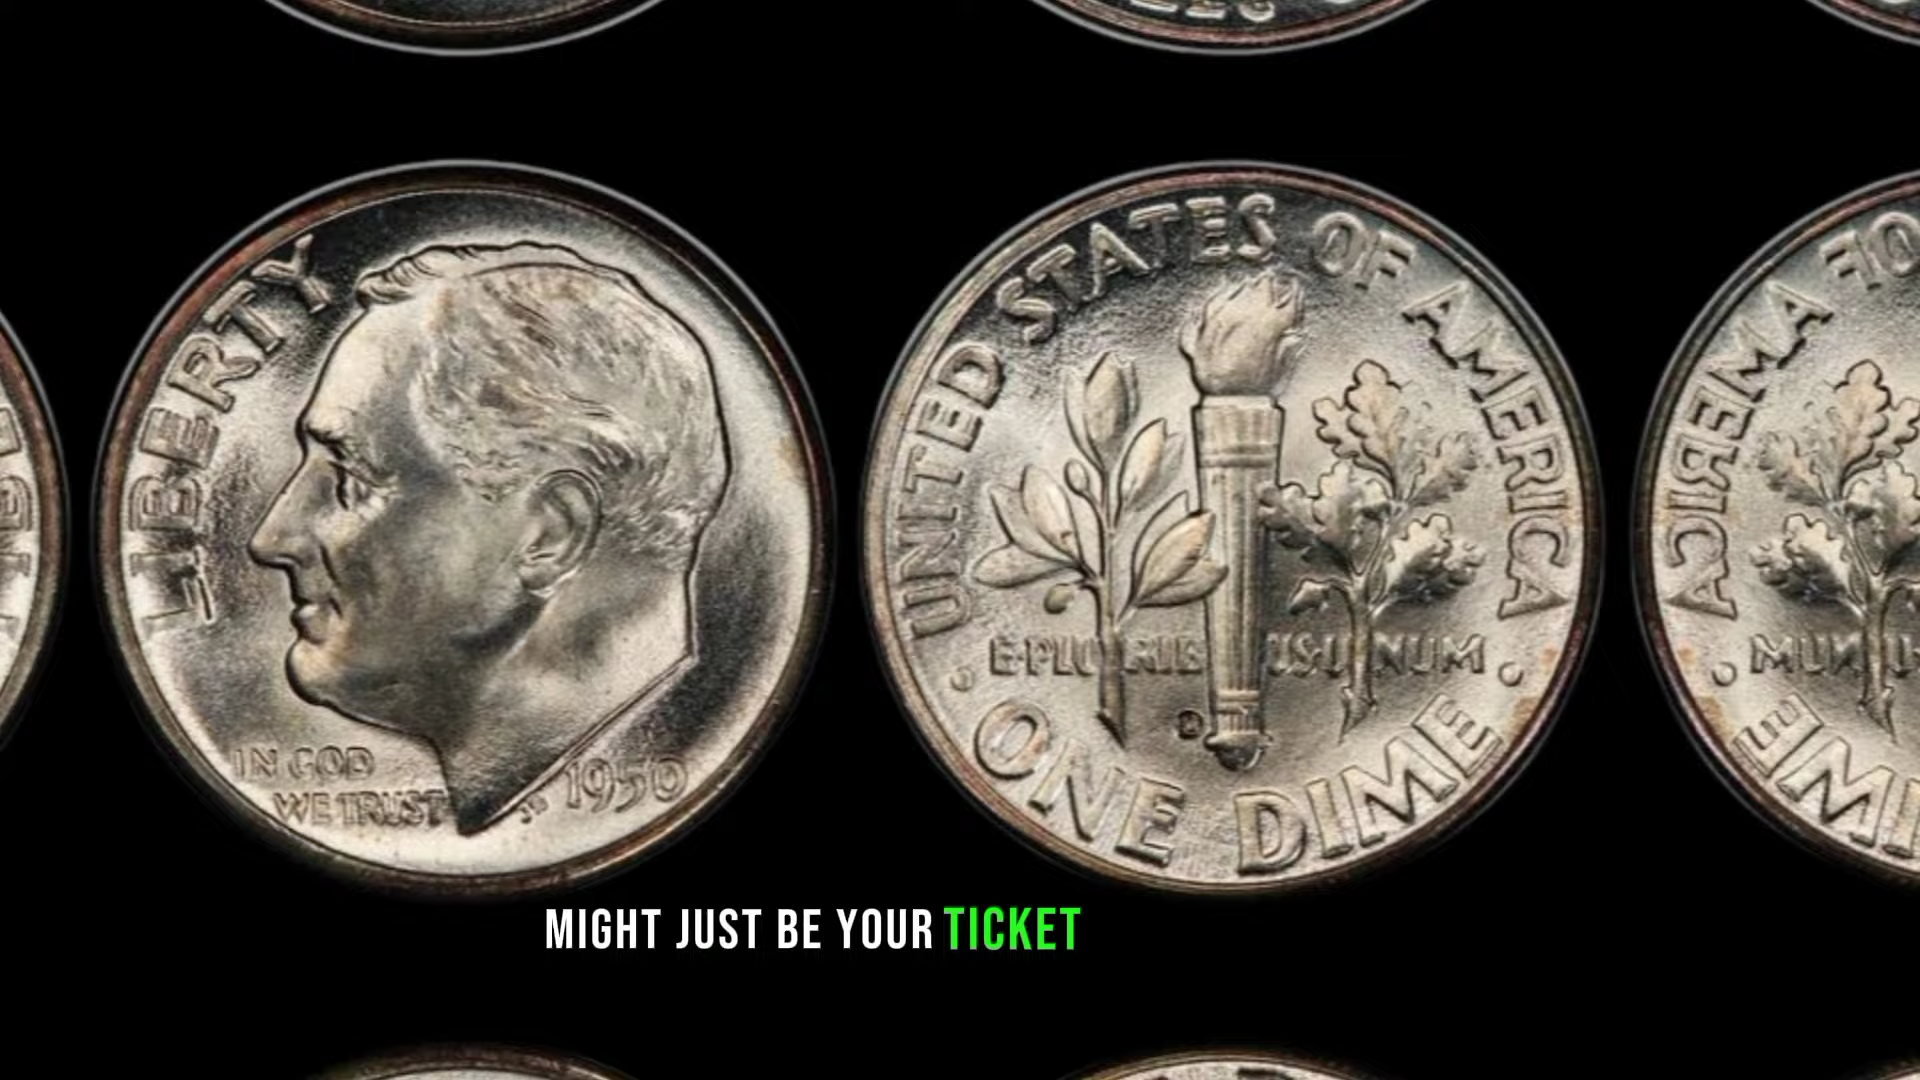 LIBERTY
IN GOD
WE TRUST
JS
1950
UNITED STATES OF AMERICA
E·PLURIBUS·UNUM
ONE DIME
MIGHT JUST BE YOUR TICKET